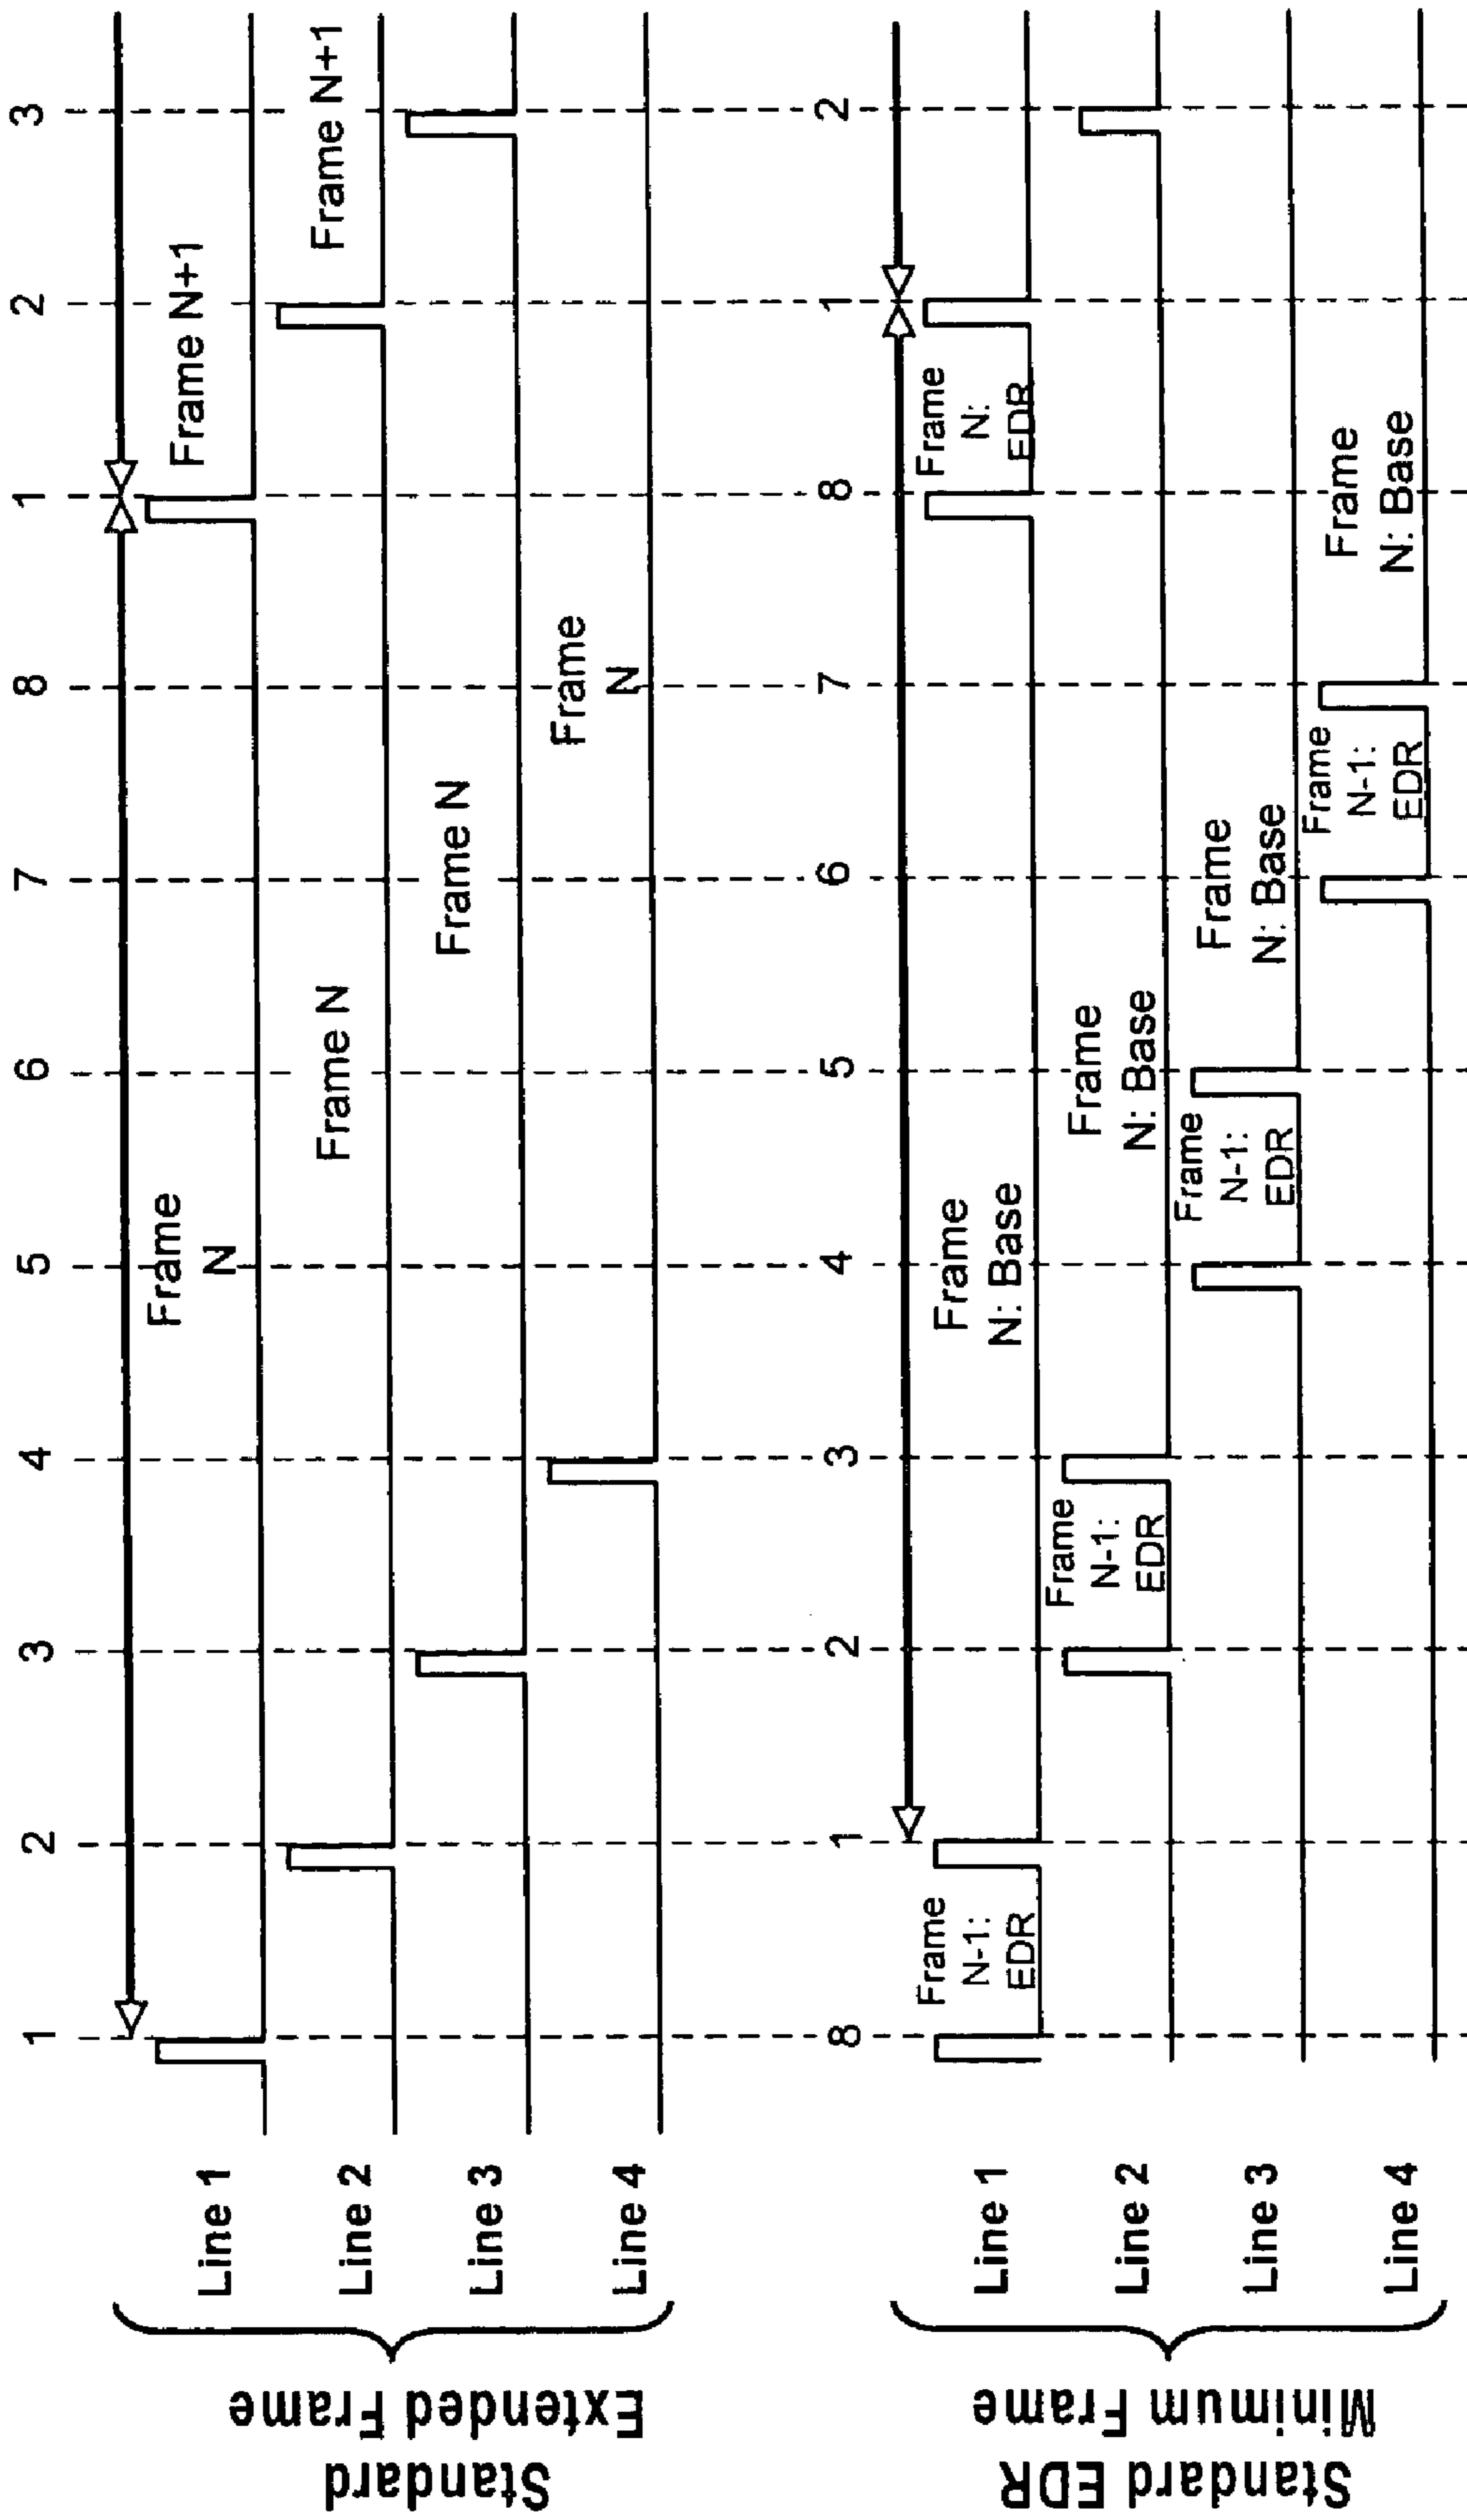 Standard
Extended Frame
1 2 3 4 5 6 7 8 1 2 3
Line 1
Frame
N
Frame N+1
Line 2
Frame N
Frame N+1
Line 3
Frame N
Line 4
Frame
N
Standard EDR
Minimum Frame
8 1 2 3 4 5 6 7 8 1 2
Line 1
Frame
N-1:
EDR
Frame
N: Base
Frame
N:
EDR
Line 2
Frame
N-1:
EDR
Frame
N: Base
Line 3
Frame
N-1:
EDR
Frame
N: Base
Line 4
Frame
N-1:
EDR
Frame
N: Base